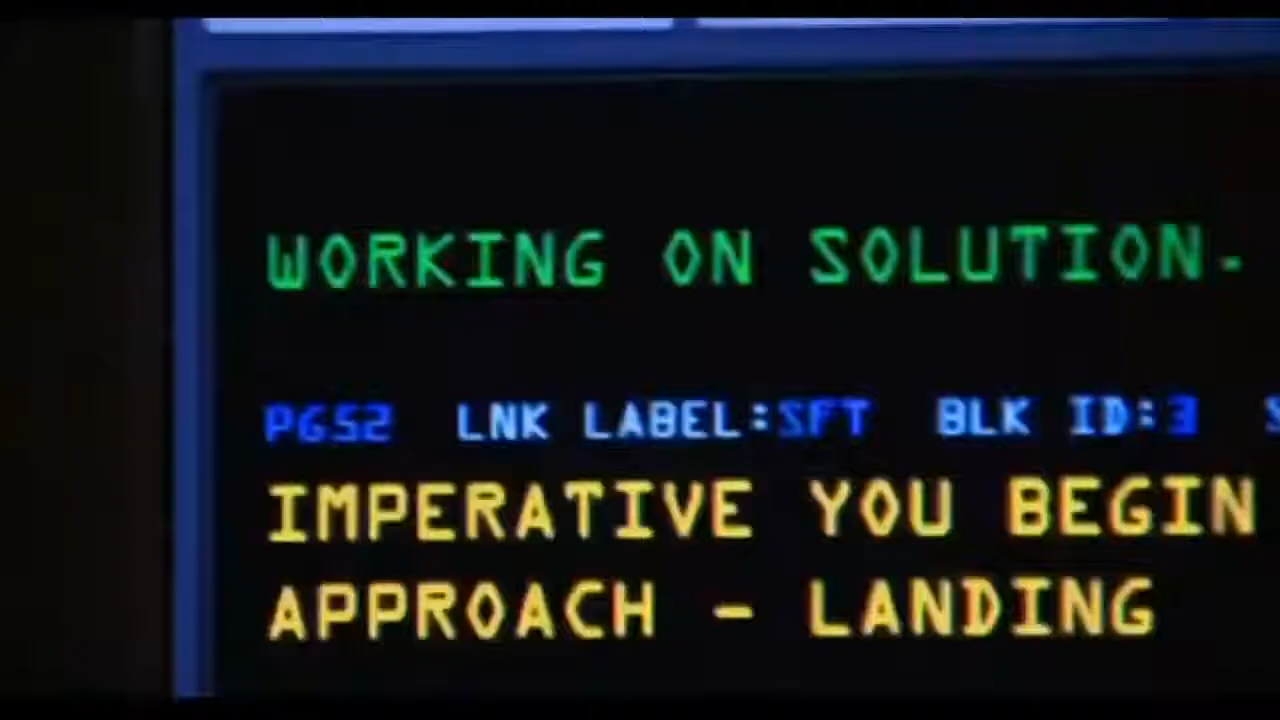 WORKING ON SOLUTION.
PG52 LNK LABEL:SFT BLK ID:3
IMPERATIVE YOU BEGIN
APPROACH - LANDING